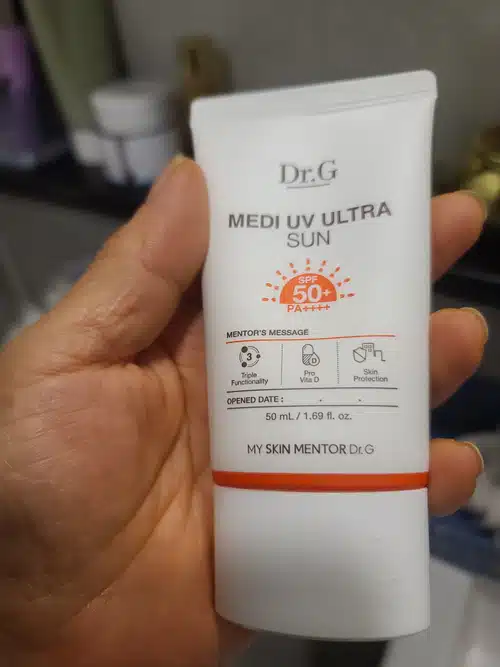 Dr.G
MEDI UV ULTRA
SUN
SPF
50+
PA++++
MENTOR'S MESSAGE
3
Triple
Functionality
D
Pro
Vita D
Skin
Protection
OPENED DATE : . .
50 mL / 1.69 fl. oz.
MY SKIN MENTOR Dr.G